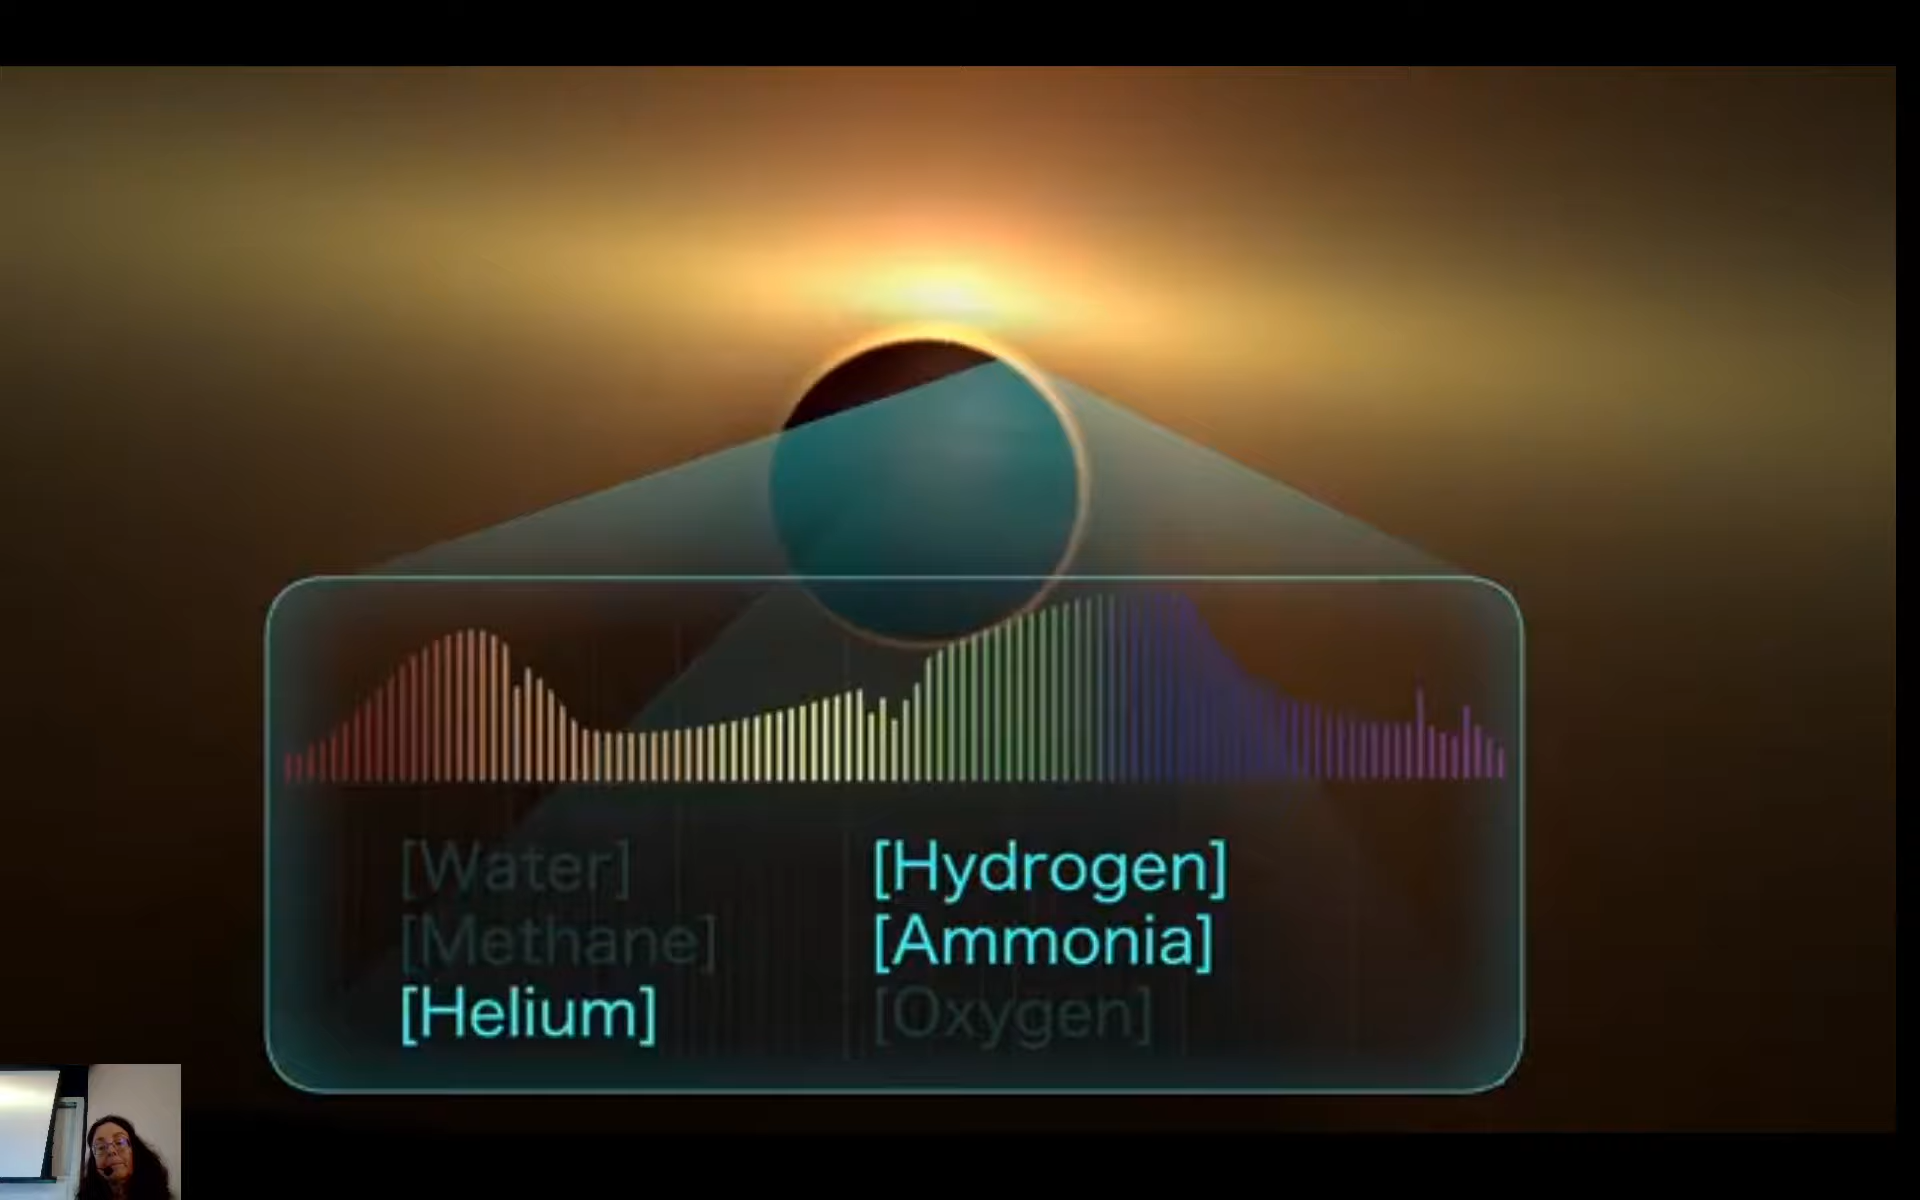 [Water]
[Methane]
[Helium]
[Hydrogen]
[Ammonia]
[Oxygen]